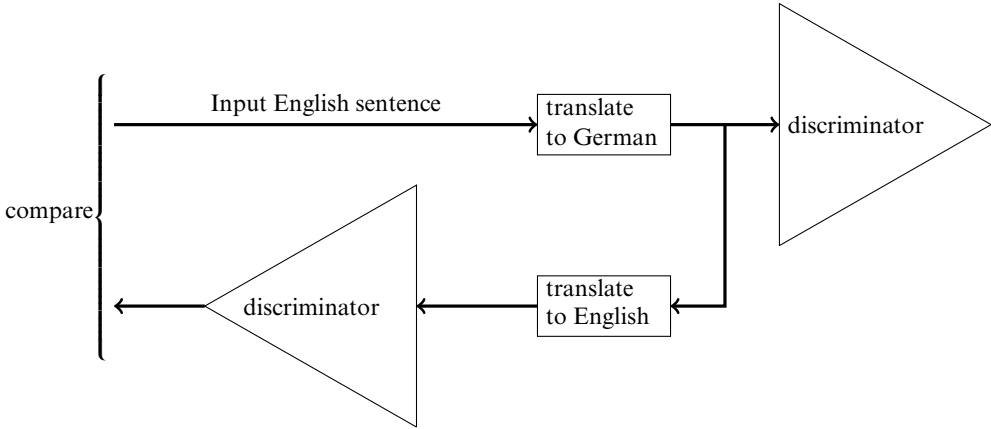 Input English sentence
translate
to German
discriminator
compare
discriminator
translate
to English